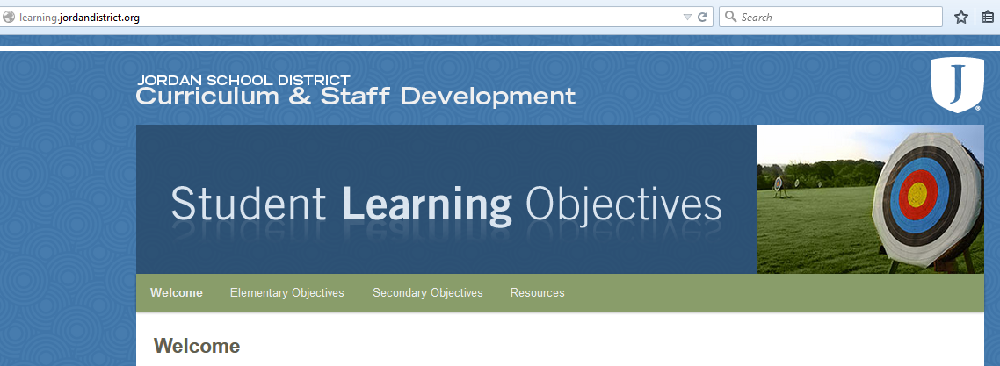 learning.jordandistrict.org
Search
JORDAN SCHOOL DISTRICT
Curriculum & Staff Development
J
®
Student Learning Objectives
Welcome Elementary Objectives Secondary Objectives Resources
Welcome